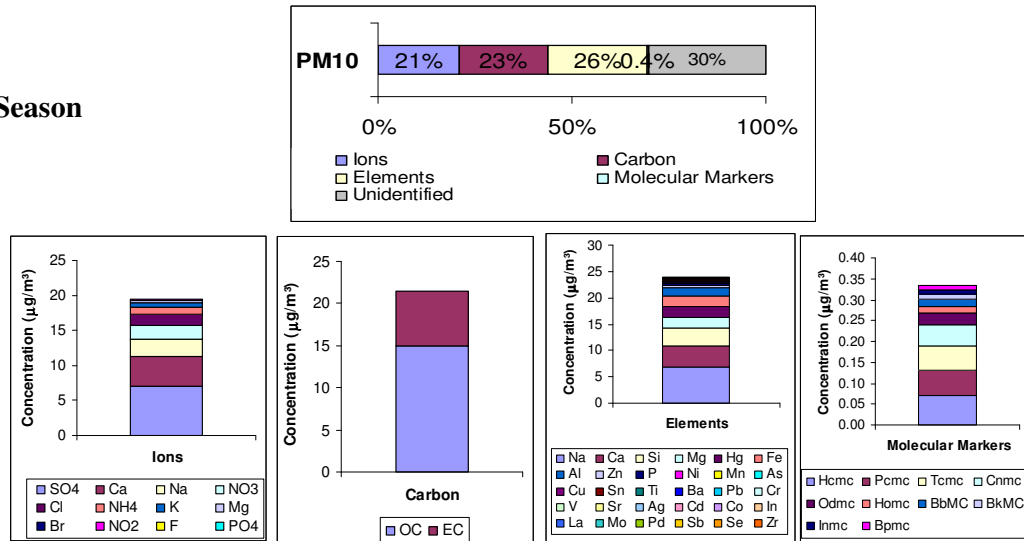 PM10 21% 23% 26% 0.4% 30%
Season
0% 50% 100%
Ions Carbon
Elements Molecular Markers
Unidentified
Concentration (µg/m³)
25
20
15
10
5
0
Ions
SO4 Ca Na NO3
Cl NH4 K Mg
Br NO2 F PO4
Concentration (µg/m³)
25
20
15
10
5
0
Carbon
OC EC
Concentration (µg/m³)
30
25
20
15
10
5
0
Elements
Na Ca Si Mg Hg Fe
Al Zn P Ni Mn As
Cu Sn Ti Ba Pb Cr
V Sr Ag Cd Co In
La Mo Pd Sb Se Zr
Concentration (µg/m³)
0.40
0.35
0.30
0.25
0.20
0.15
0.10
0.05
0.00
Molecular Markers
Hcmc Pcmc Tcmc Cnmc
Odmc Homc BbMC BkMC
Inmc Bpmc